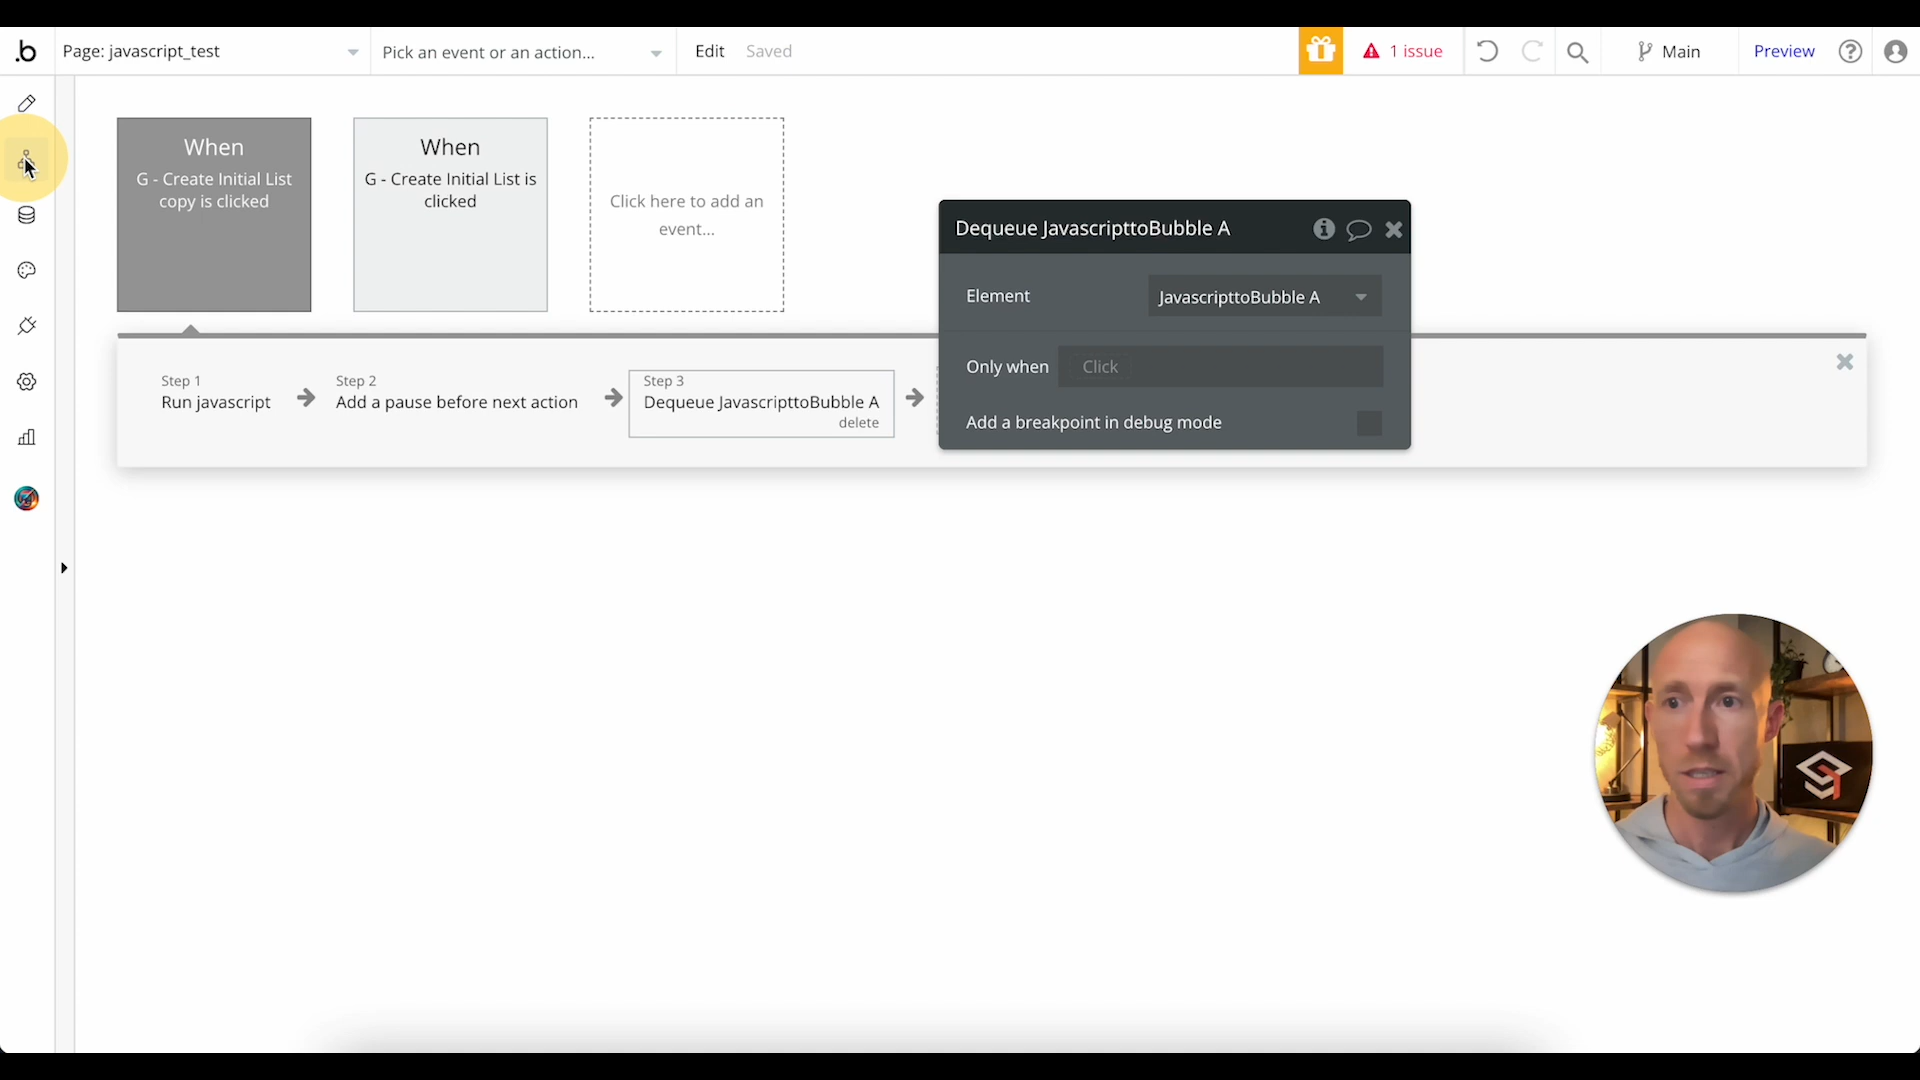 .b
Page: javascript_test
Pick an event or an action...
Edit
Saved
1 issue
Main
Preview
When
G - Create Initial List
copy is clicked
When
G - Create Initial List is
clicked
Click here to add an
event...
Dequeue JavascripttoBubble A
Element
JavascripttoBubble A
Only when
Click
Add a breakpoint in debug mode
Step 1
Run javascript
Step 2
Add a pause before next action
Step 3
Dequeue JavascripttoBubble A
delete